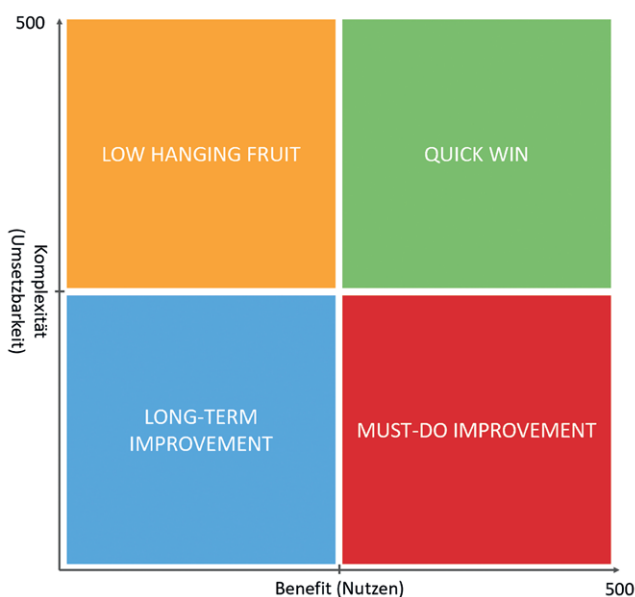 500
LOW HANGING FRUIT
QUICK WIN
Komplexität
(Umsetzbarkeit)
LONG-TERM
IMPROVEMENT
MUST-DO IMPROVEMENT
Benefit (Nutzen)
500